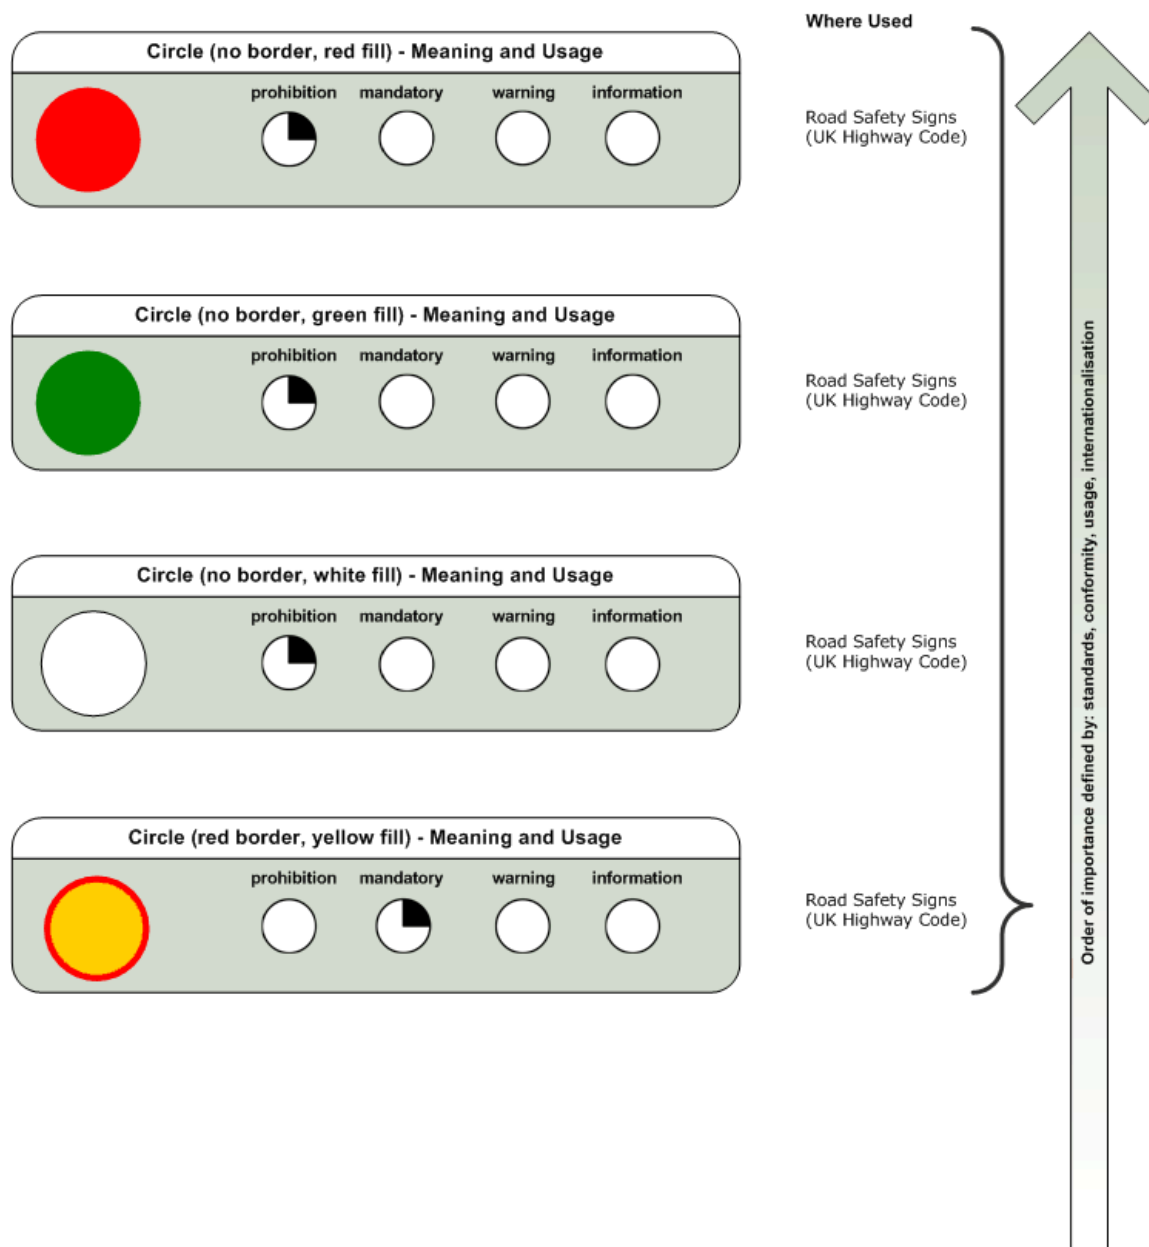 Where Used
Circle (no border, red fill) - Meaning and Usage
prohibition mandatory warning information
Road Safety Signs
(UK Highway Code)
Circle (no border, green fill) - Meaning and Usage
prohibition mandatory warning information
Road Safety Signs
(UK Highway Code)
Circle (no border, white fill) - Meaning and Usage
prohibition mandatory warning information
Road Safety Signs
(UK Highway Code)
Circle (red border, yellow fill) - Meaning and Usage
prohibition mandatory warning information
Road Safety Signs
(UK Highway Code)
Order of importance defined by: standards, conformity, usage, internationalisation